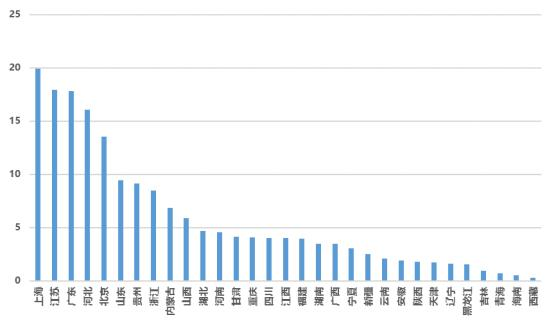 25
20
15
10
5
0
上海
江苏
广东
河北
北京
山东
贵州
浙江
内蒙古
山西
湖北
河南
甘肃
重庆
四川
江西
福建
湖南
广西
宁夏
新疆
云南
安徽
陕西
天津
辽宁
黑龙江
吉林
青海
海南
西藏